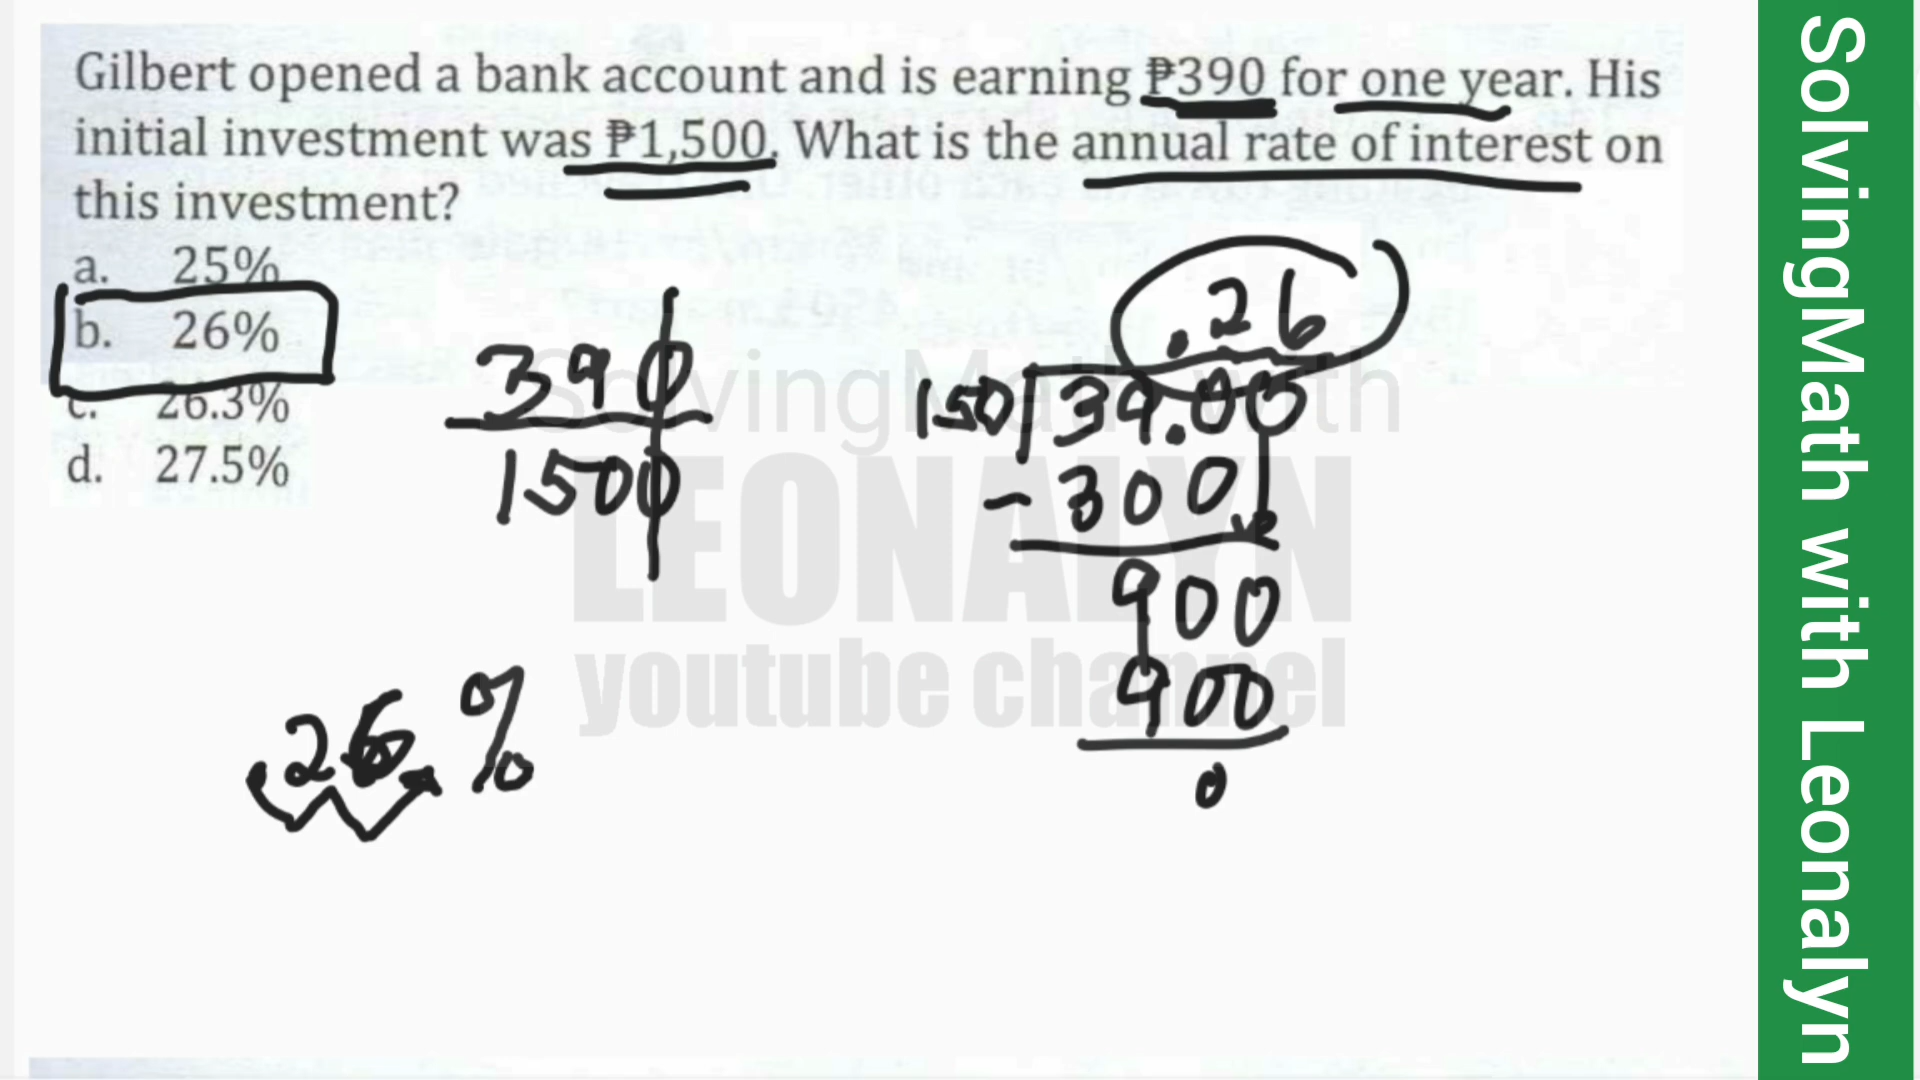 Gilbert opened a bank account and is earning ₱390 for one year. His
initial investment was ₱1,500. What is the annual rate of interest on
this investment?
a. 25%
b. 26%
c. 26.3%
d. 27.5%
390
1500
.26
150 39.00
- 300
900
900
0
.26.%
SolvingMath with
LEONALYN
youtube channel
SolvingMath with Leonalyn